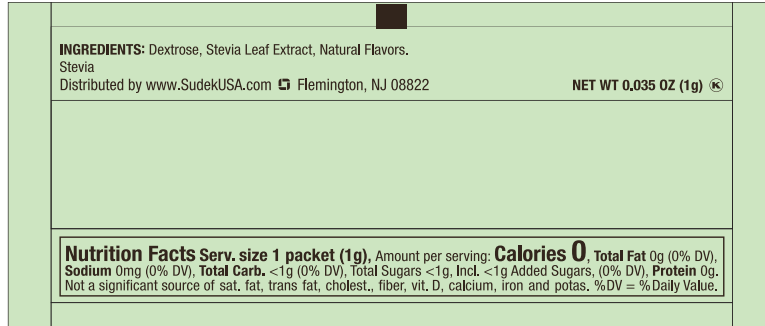 INGREDIENTS: Dextrose, Stevia Leaf Extract, Natural Flavors.
Stevia
Distributed by www.SudekUSA.com Flemington, NJ 08822
NET WT 0.035 OZ (1g) K
Nutrition Facts Serv. size 1 packet (1g), Amount per serving: Calories 0, Total Fat 0g (0% DV),
Sodium 0mg (0% DV), Total Carb. <1g (0% DV), Total Sugars <1g, Incl. <1g Added Sugars, (0% DV), Protein 0g.
Not a significant source of sat. fat, trans fat, cholest., fiber, vit. D, calcium, iron and potas. %DV = %Daily Value.